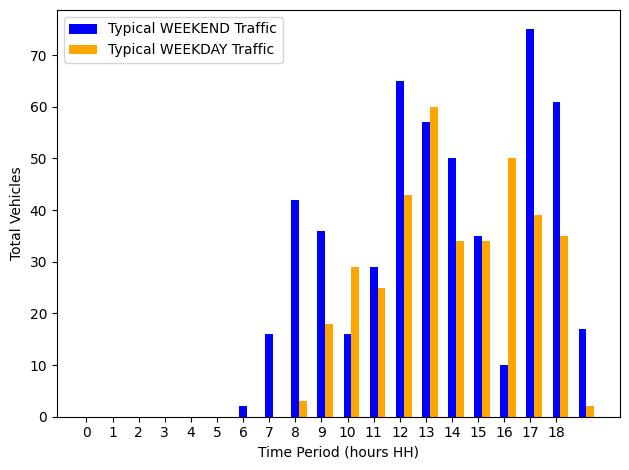 Typical WEEKEND Traffic
Typical WEEKDAY Traffic
70
60
50
40
30
20
10
0
Total Vehicles
0 1 2 3 4 5 6 7 8 9 10 11 12 13 14 15 16 17 18
Time Period (hours HH)